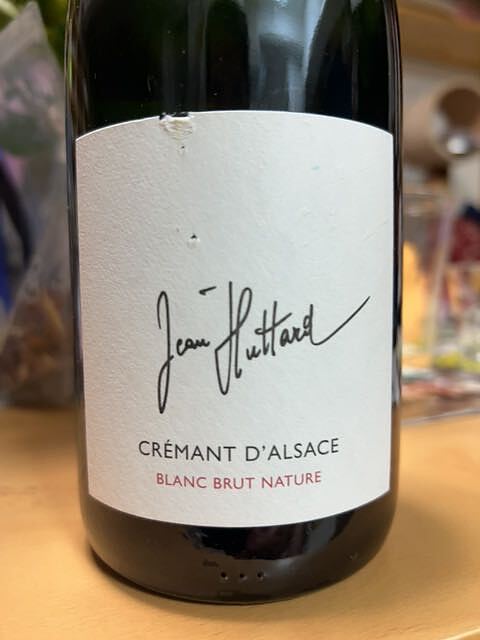 Jean Huttard
CRÉMANT D'ALSACE
BLANC BRUT NATURE